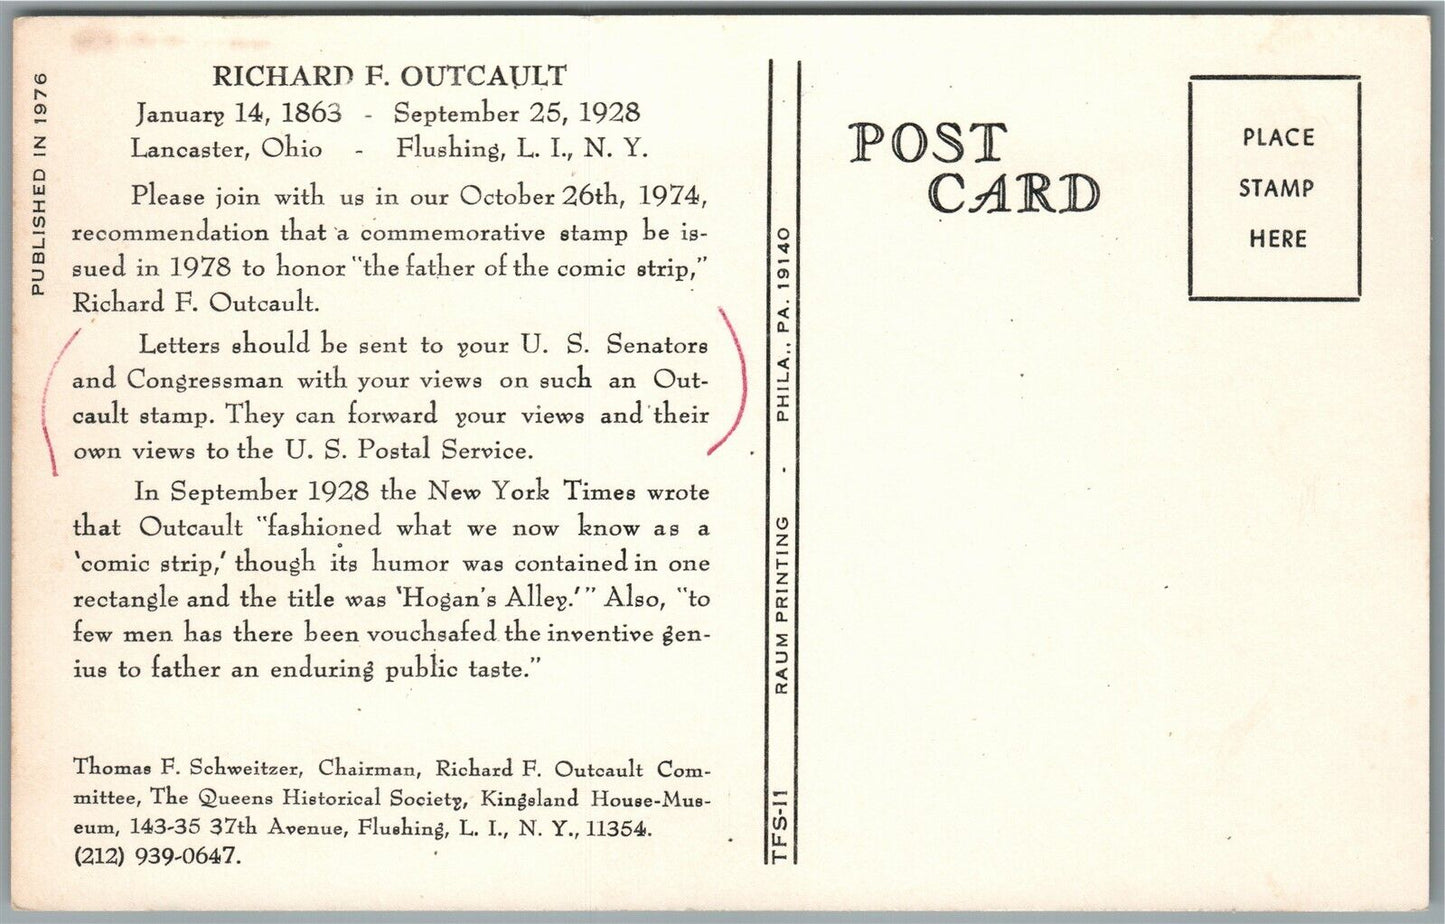 PUBLISHED IN 1976
RICHARD F. OUTCAULT
January 14, 1863 - September 25, 1928
Lancaster, Ohio - Flushing, L. I., N. Y.
Please join with us in our October 26th, 1974,
recommendation that a commemorative stamp be is-
sued in 1978 to honor "the father of the comic strip,"
Richard F. Outcault.
Letters should be sent to your U. S. Senators
and Congressman with your views on such an Out-
cault stamp. They can forward your views and their
own views to the U. S. Postal Service.
In September 1928 the New York Times wrote
that Outcault "fashioned what we now know as a
'comic strip,' though its humor was contained in one
rectangle and the title was 'Hogan's Alley.'" Also, "to
few men has there been vouchsafed the inventive gen-
ius to father an enduring public taste."
Thomas F. Schweitzer, Chairman, Richard F. Outcault Com-
mittee, The Queens Historical Society, Kingsland House-Mus-
eum, 143-35 37th Avenue, Flushing, L. I., N. Y., 11354.
(212) 939-0647.
TFS-11 RAUM PRINTING - PHILA., PA. 19140
POST
CARD
PLACE
STAMP
HERE